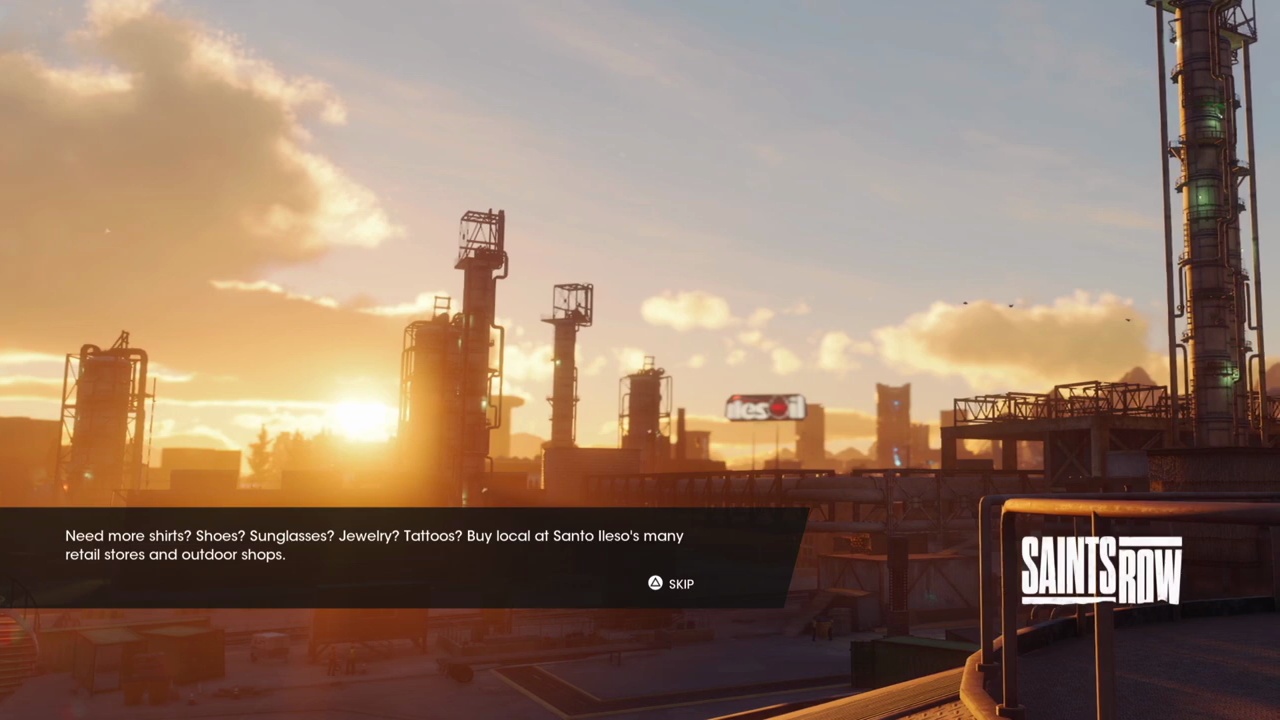 ilesoil
Need more shirts? Shoes? Sunglasses? Jewelry? Tattoos? Buy local at Santo Ileso's many
retail stores and outdoor shops.
SKIP
SAINTS ROW